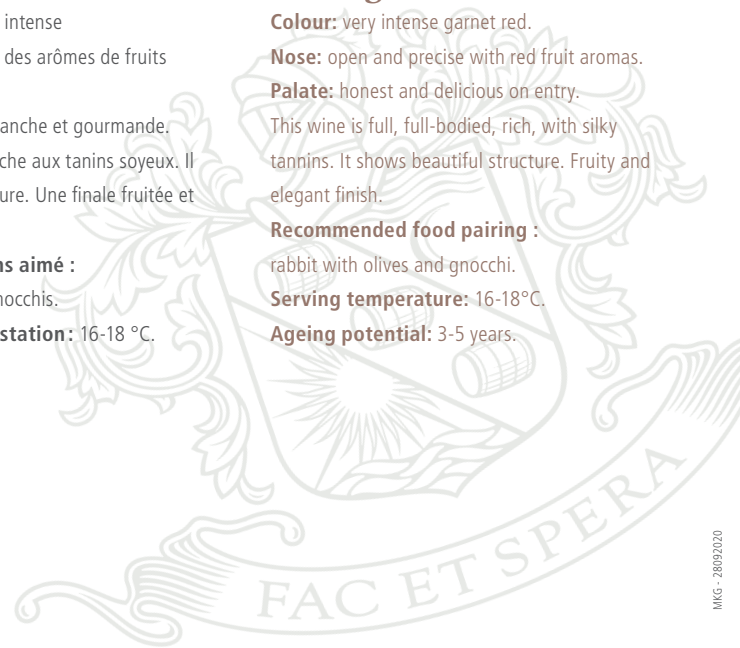 intense
des arômes de fruits
anche et gourmande.
che aux tanins soyeux. Il
ure. Une finale fruitée et
ns aimé :
nocchis.
station : 16-18 °C.
Colour: very intense garnet red.
Nose: open and precise with red fruit aromas.
Palate: honest and delicious on entry.
This wine is full, full-bodied, rich, with silky
tannins. It shows beautiful structure. Fruity and
elegant finish.
Recommended food pairing :
rabbit with olives and gnocchi.
Serving temperature: 16-18°C.
Ageing potential: 3-5 years.
FAC ET SPERA
MKG - 28092020